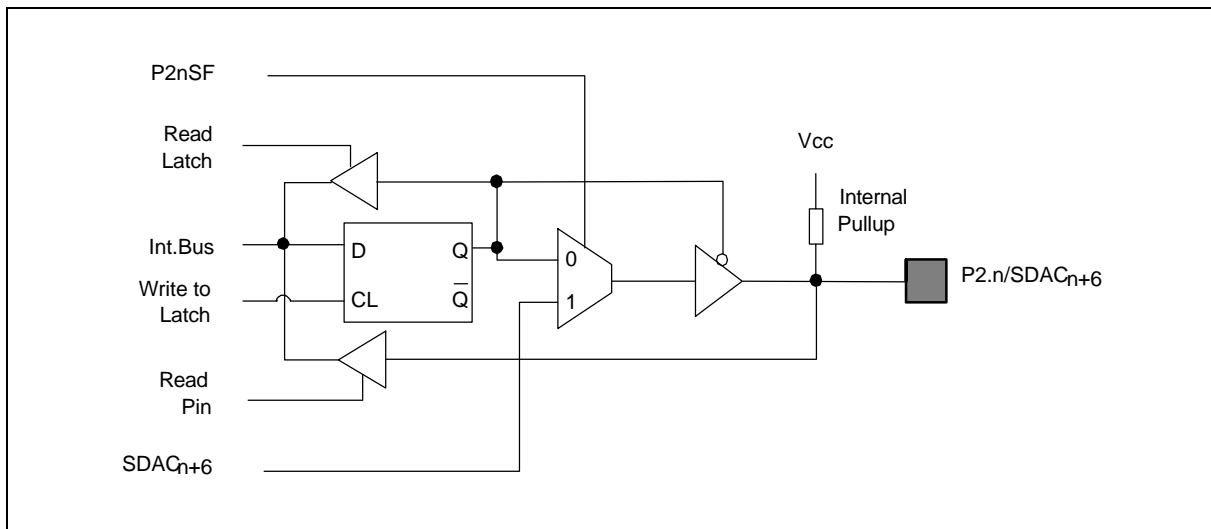 P2nSF
Read
Latch
Vcc
Internal
Pullup
Int.Bus
D
Q
0
P2.n/SDACn+6
Write to
Latch
CL
Q̅
1
Read
Pin
SDACn+6